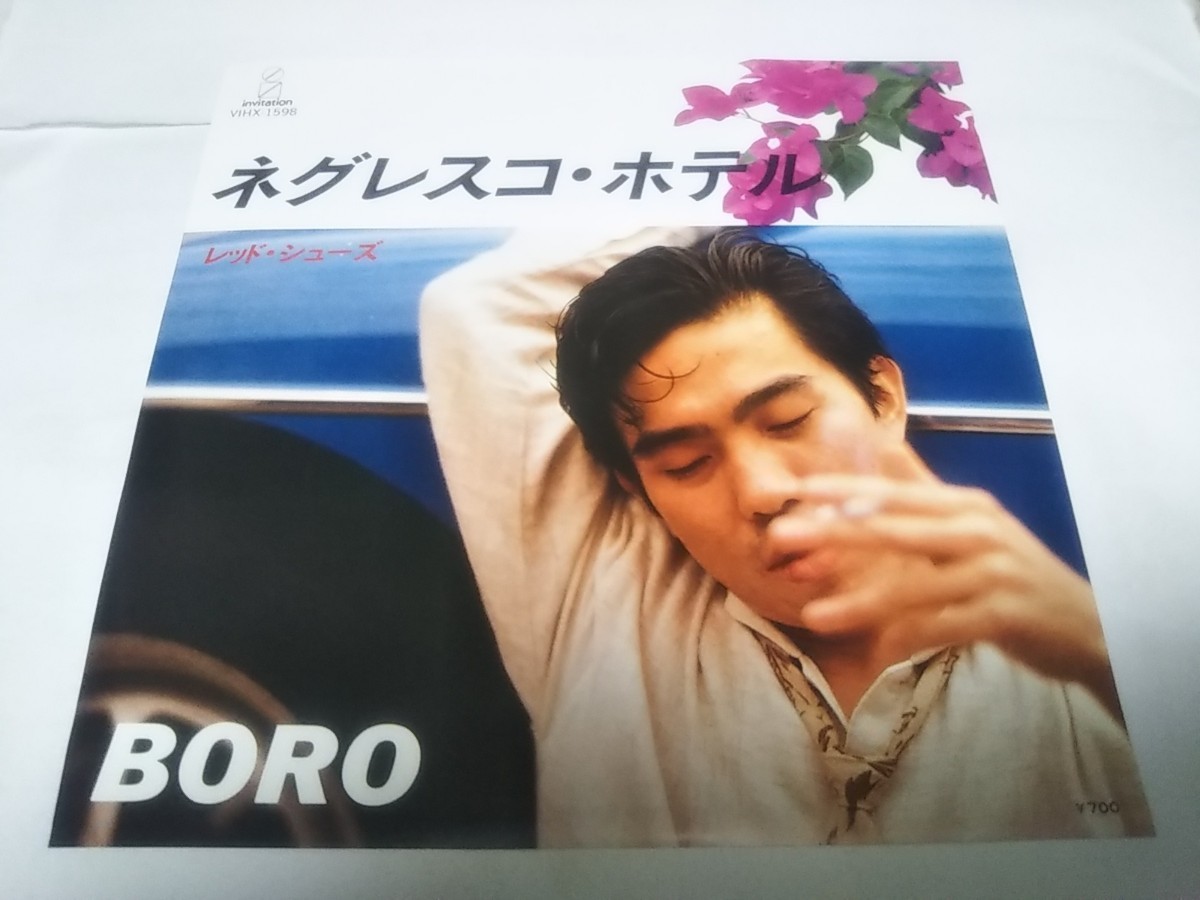 invitation
VIHX 1598
ネグレスコ・ホテル
レッド・シューズ
BORO
¥700